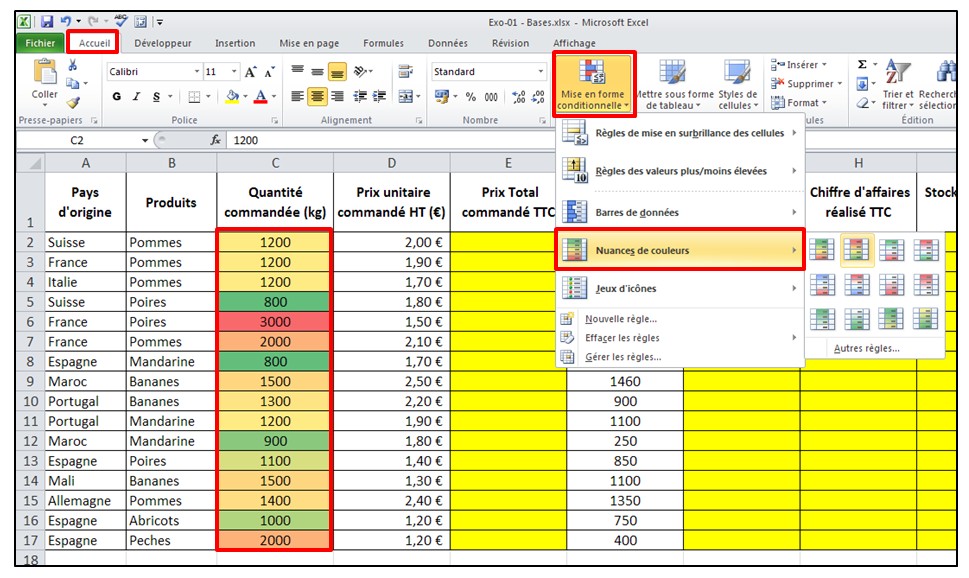 Exo-01 - Bases.xlsx - Microsoft Excel
Fichier Accueil Développeur Insertion Mise en page Formules Données Révision Affichage
Coller
Presse-papiers
Calibri 11
G I S
Police
Alignement
Standard
% 000
Nombre
Mise en forme conditionnelle
Mettre sous forme de tableau
Styles de cellules
Insérer
Supprimer
Format
Σ
Trier et filtrer
Édition
C2 fx 1200
A B C D E H
1 Pays d'origine Produits Quantité commandée (kg) Prix unitaire commandé HT (€) Prix Total commandé TTC Chiffre d'affaires réalisé TTC Stock
2 Suisse Pommes 1200 2,00 €
3 France Pommes 1200 1,90 €
4 Italie Pommes 1200 1,70 €
5 Suisse Poires 800 1,80 €
6 France Poires 3000 1,50 €
7 France Pommes 2000 2,10 €
8 Espagne Mandarine 800 1,70 €
9 Maroc Bananes 1500 2,50 € 1460
10 Portugal Bananes 1300 2,20 € 900
11 Portugal Mandarine 1200 1,90 € 1100
12 Maroc Mandarine 900 1,80 € 250
13 Espagne Poires 1100 1,40 € 850
14 Mali Bananes 1500 1,30 € 1100
15 Allemagne Pommes 1400 2,40 € 1350
16 Espagne Abricots 1000 1,20 € 750
17 Espagne Peches 2000 1,20 € 400
18
Règles de mise en surbrillance des cellules
Règles des valeurs plus/moins élevées
Barres de données
Nuances de couleurs
Jeux d'icônes
Nouvelle règle...
Effacer les règles
Gérer les règles...
Autres règles...